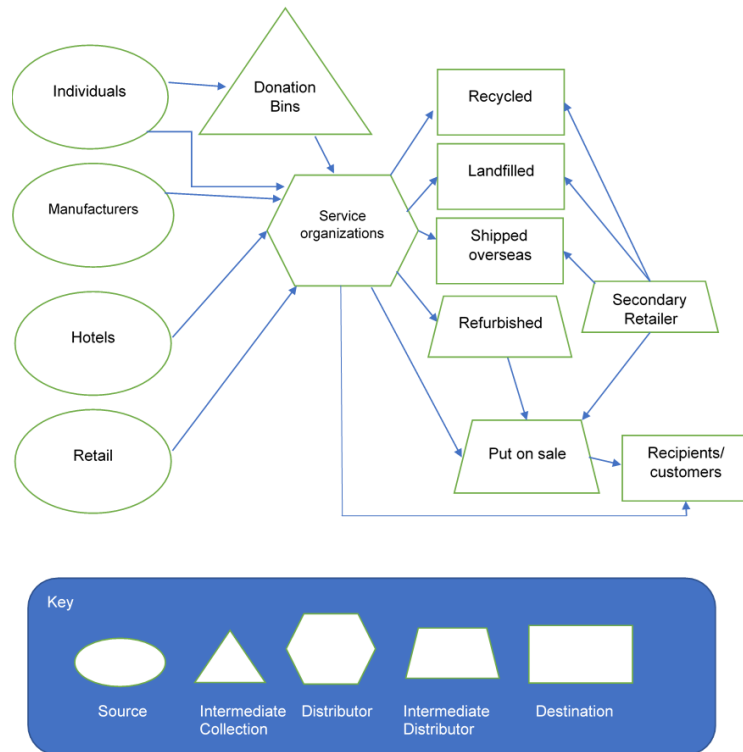 Individuals
Donation
Bins
Recycled
Manufacturers
Landfilled
Service
organizations
Shipped
overseas
Secondary
Retailer
Hotels
Refurbished
Retail
Put on sale
Recipients/
customers
Key
Source
Intermediate
Collection
Distributor
Intermediate
Distributor
Destination